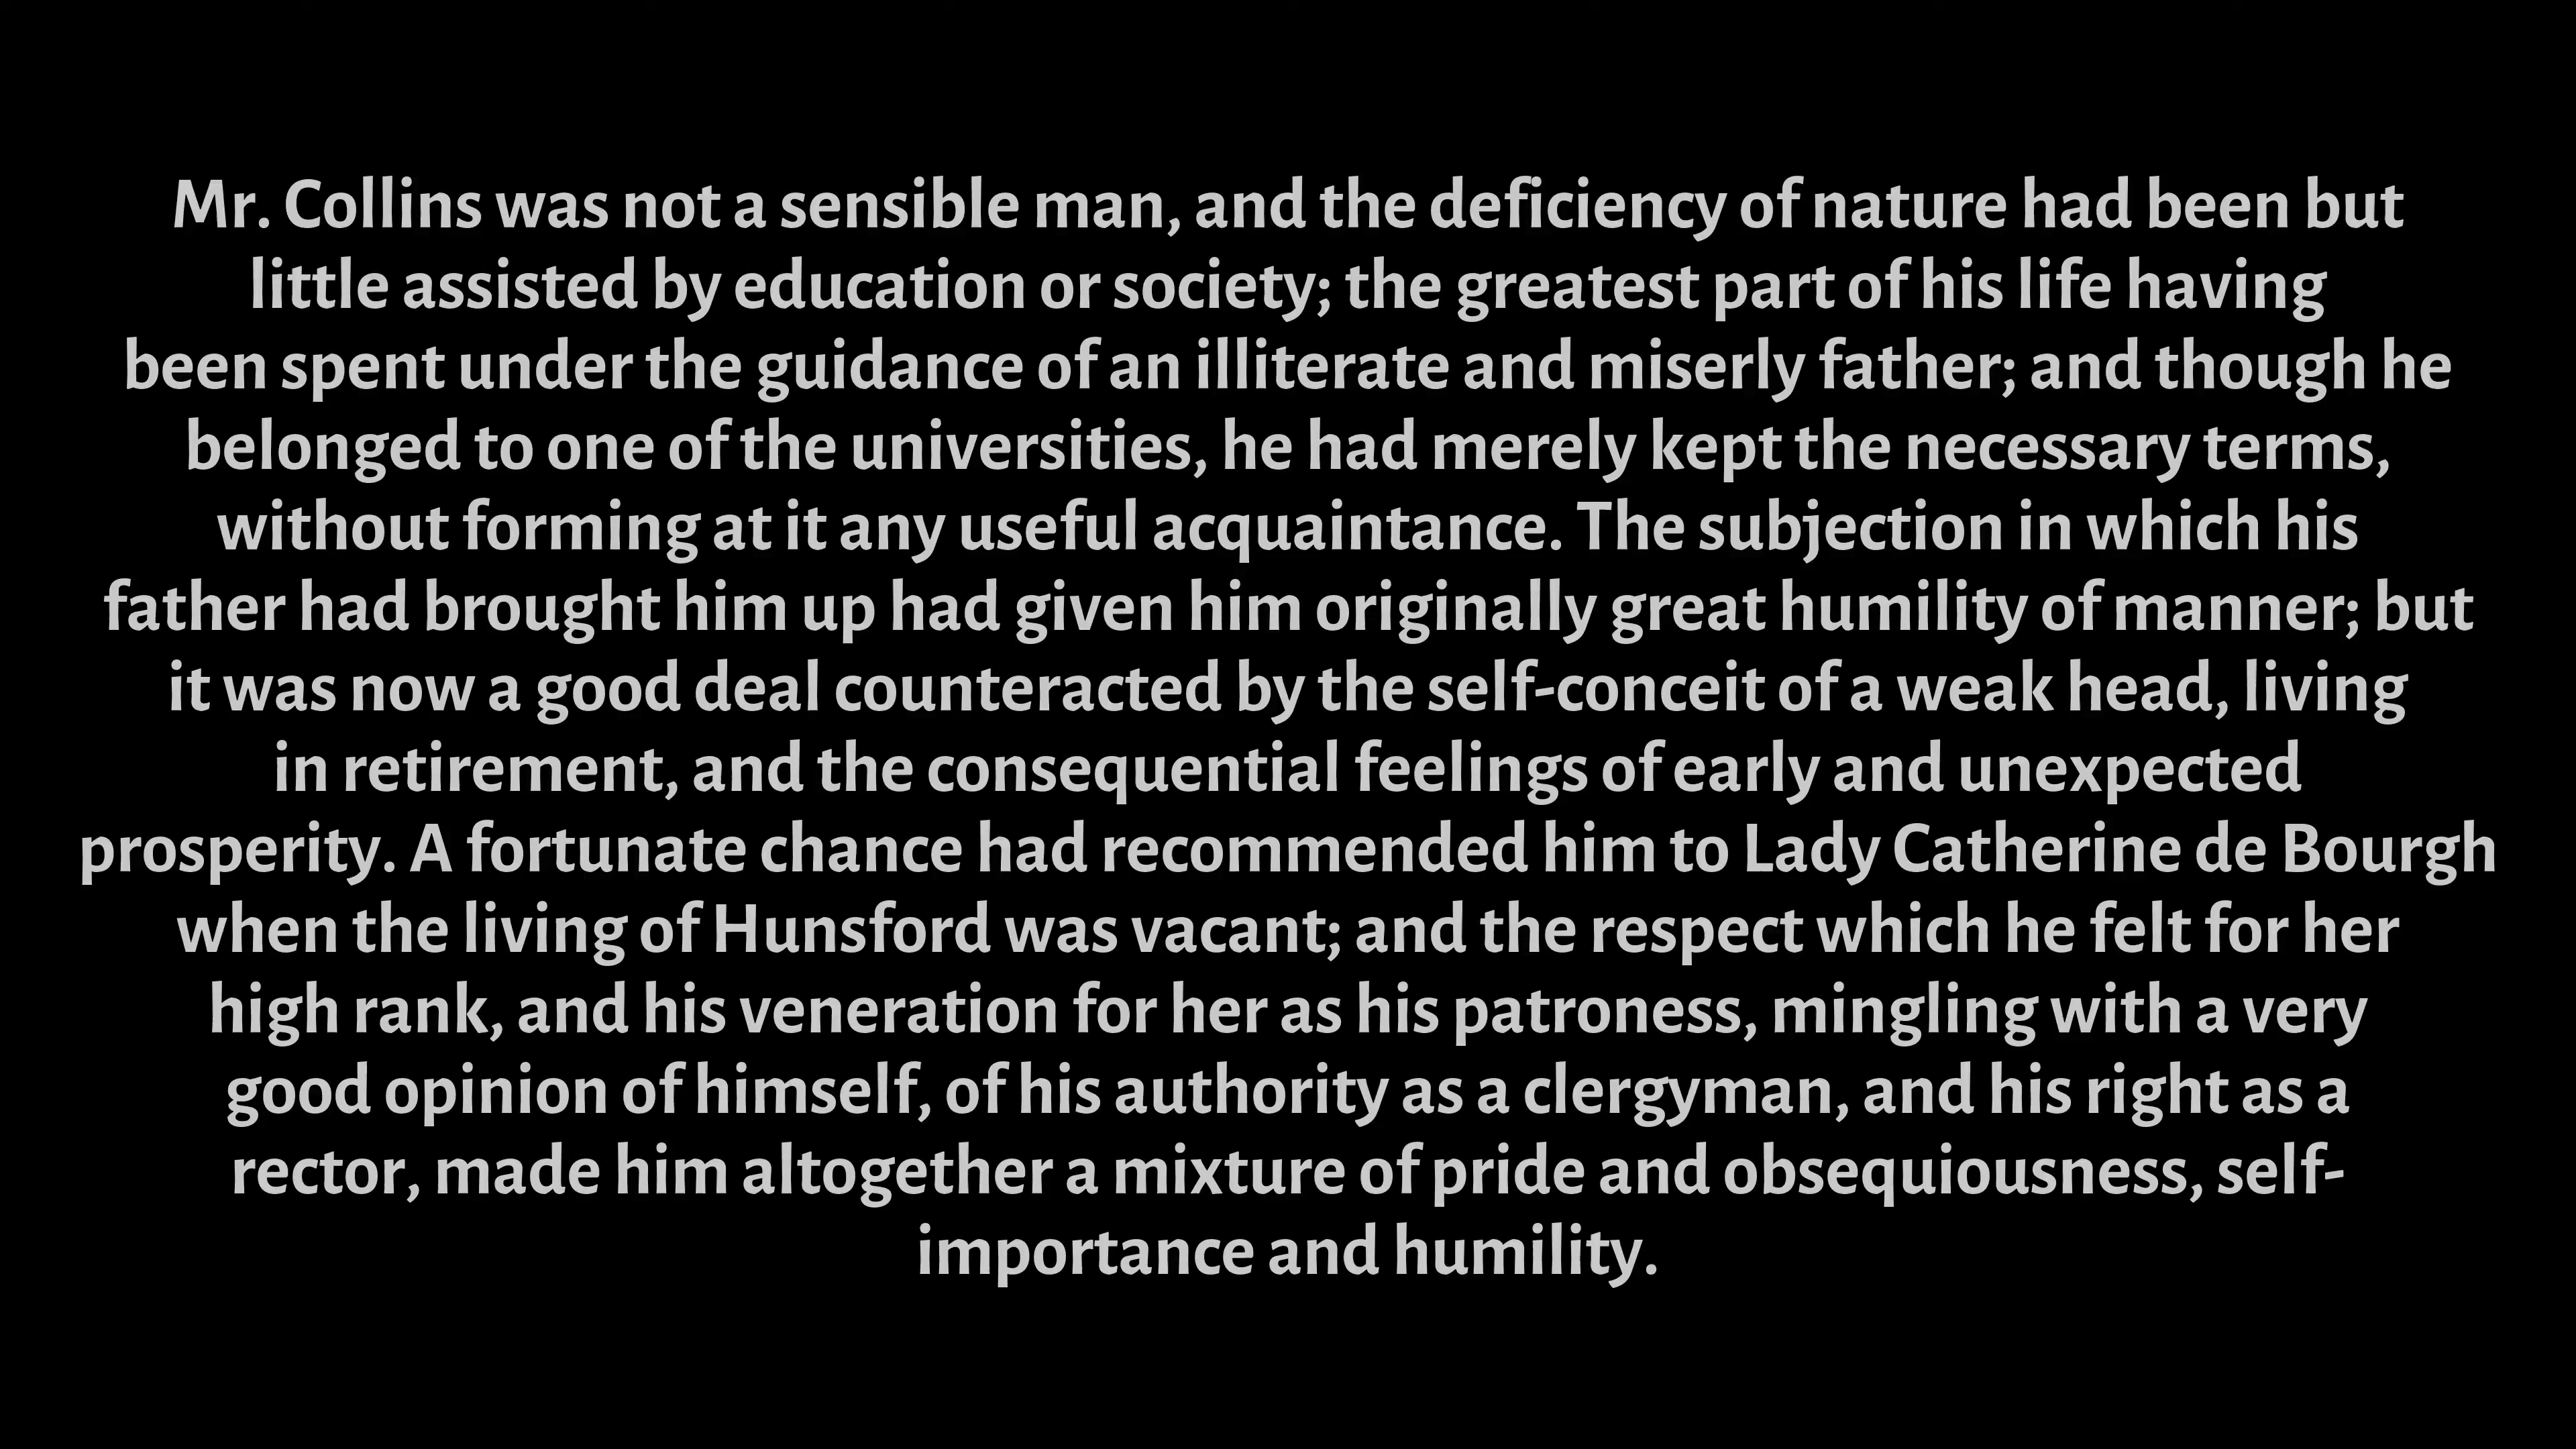 Mr. Collins was not a sensible man, and the deficiency of nature had been but
little assisted by education or society; the greatest part of his life having
been spent under the guidance of an illiterate and miserly father; and though he
belonged to one of the universities, he had merely kept the necessary terms,
without forming at it any useful acquaintance. The subjection in which his
father had brought him up had given him originally great humility of manner; but
it was now a good deal counteracted by the self-conceit of a weak head, living
in retirement, and the consequential feelings of early and unexpected
prosperity. A fortunate chance had recommended him to Lady Catherine de Bourgh
when the living of Hunsford was vacant; and the respect which he felt for her
high rank, and his veneration for her as his patroness, mingling with a very
good opinion of himself, of his authority as a clergyman, and his right as a
rector, made him altogether a mixture of pride and obsequiousness, self-
importance and humility.